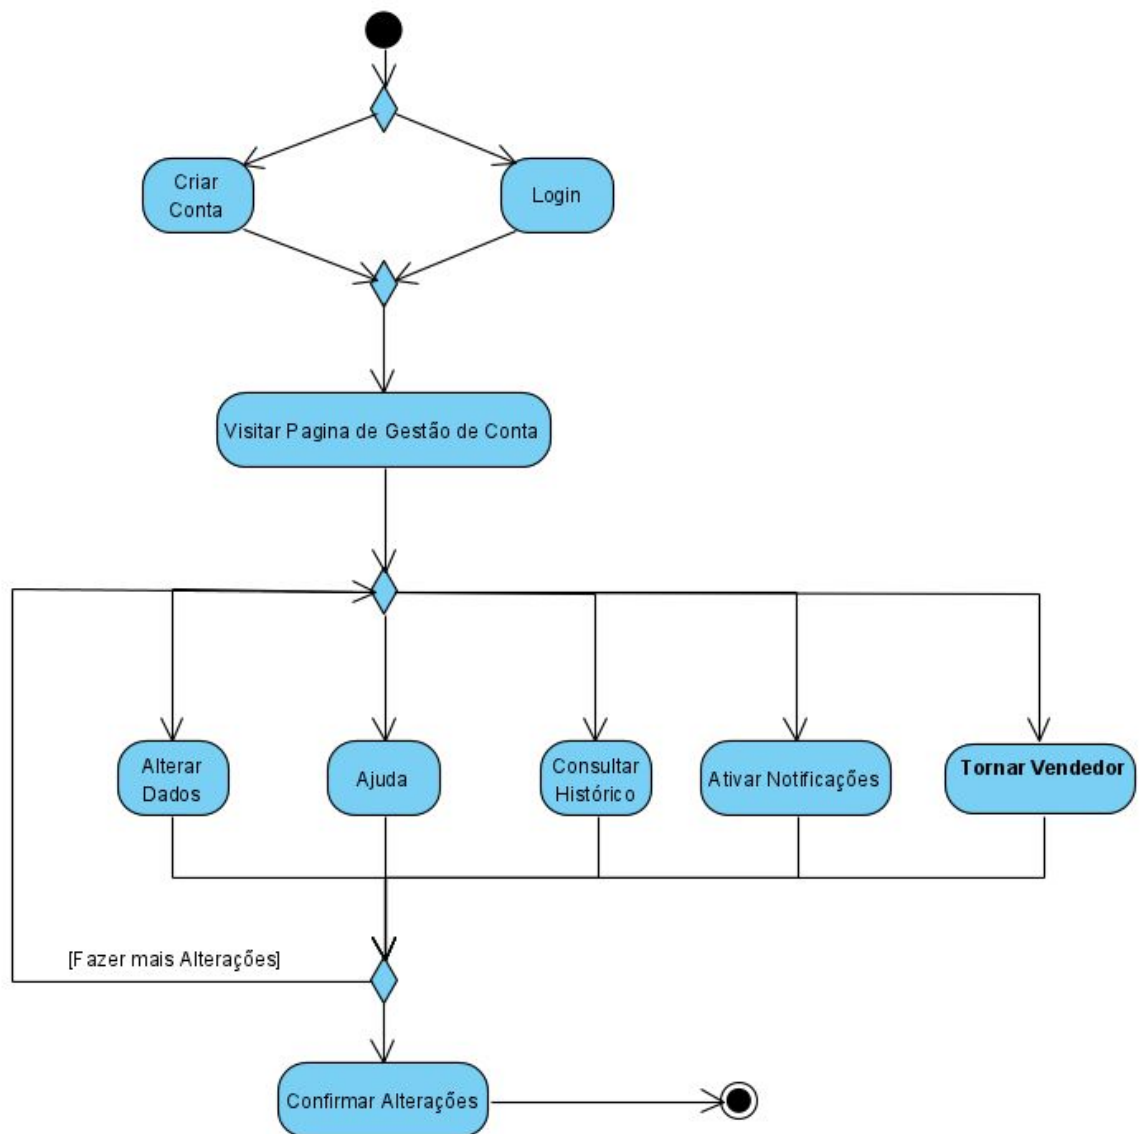 Criar
Conta
Login
Visitar Pagina de Gestão de Conta
Alterar
Dados
Ajuda
Consultar
Histórico
Ativar Notificações
Tornar Vendedor
[Fazer mais Alterações]
Confirmar Alterações